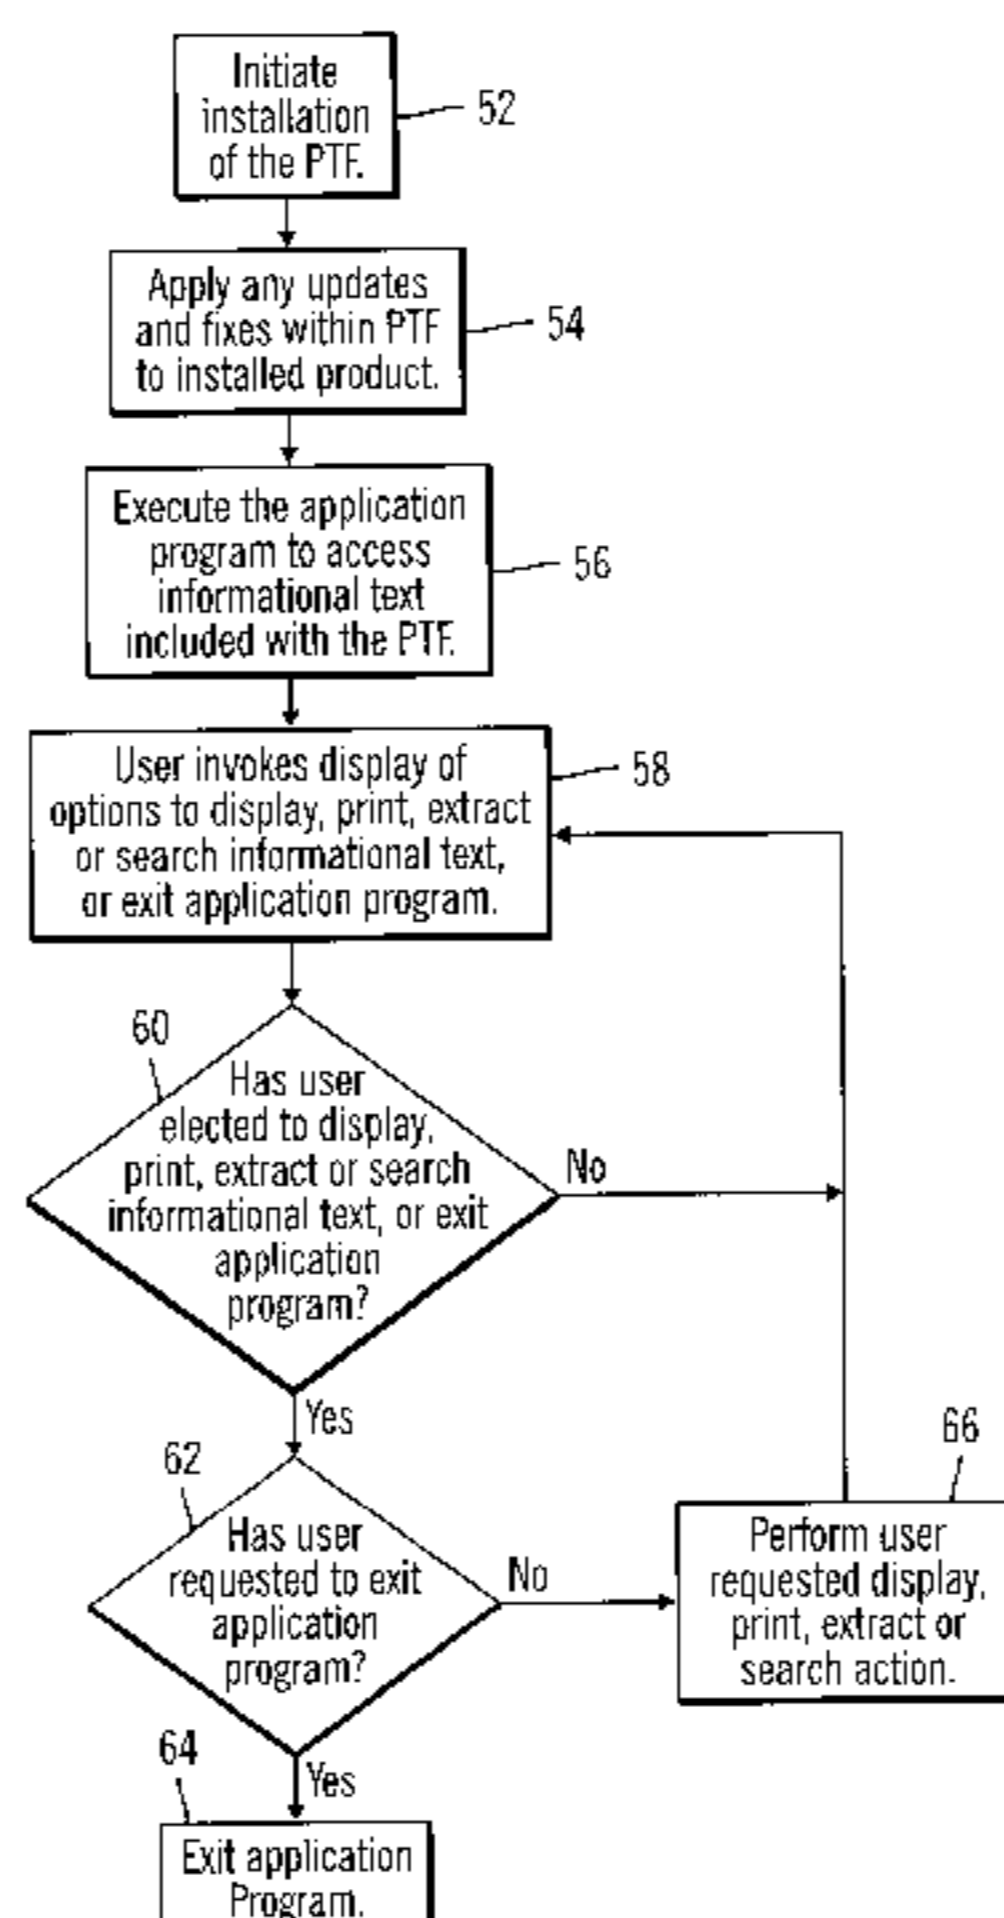 Initiate
installation
of the PTF.
52
Apply any updates
and fixes within PTF
to installed product.
54
Execute the application
program to access
informational text
included with the PTF.
56
User invokes display of
options to display, print, extract
or search informational text,
or exit application program.
58
60
Has user
elected to display,
print, extract or search
informational text, or exit
application
program?
No
Yes
62
Has user
requested to exit
application
program?
No
66
Perform user
requested display,
print, extract or
search action.
Yes
64
Exit application
Program.